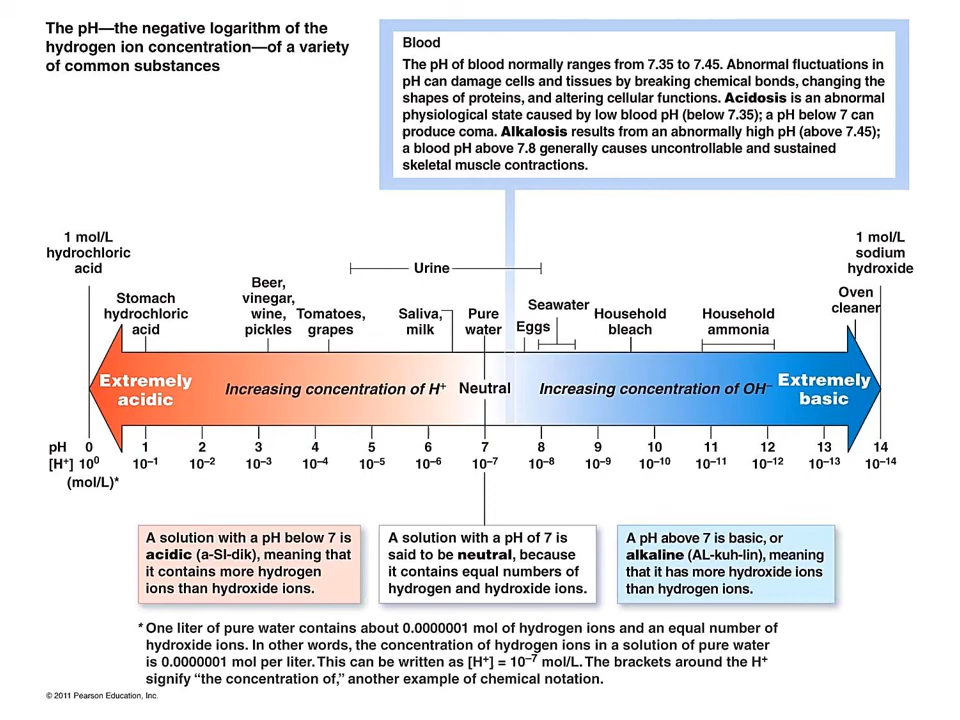 The pH—the negative logarithm of the
hydrogen ion concentration—of a variety
of common substances
Blood
The pH of blood normally ranges from 7.35 to 7.45. Abnormal fluctuations in
pH can damage cells and tissues by breaking chemical bonds, changing the
shapes of proteins, and altering cellular functions. Acidosis is an abnormal
physiological state caused by low blood pH (below 7.35); a pH below 7 can
produce coma. Alkalosis results from an abnormally high pH (above 7.45);
a blood pH above 7.8 generally causes uncontrollable and sustained
skeletal muscle contractions.
1 mol/L
hydrochloric
acid
Stomach
hydrochloric
acid
Beer,
vinegar,
wine,
pickles
Tomatoes,
grapes
Urine
Saliva,
milk
Pure
water
Eggs
Seawater
Household
bleach
Household
ammonia
Oven
cleaner
1 mol/L
sodium
hydroxide
Extremely
acidic
Increasing concentration of H⁺
Neutral
Increasing concentration of OH⁻
Extremely
basic
pH 0 1 2 3 4 5 6 7 8 9 10 11 12 13 14
[H⁺] 10⁰ 10⁻¹ 10⁻² 10⁻³ 10⁻⁴ 10⁻⁵ 10⁻⁶ 10⁻⁷ 10⁻⁸ 10⁻⁹ 10⁻¹⁰ 10⁻¹¹ 10⁻¹² 10⁻¹³ 10⁻¹⁴
(mol/L)*
A solution with a pH below 7 is
acidic (a-SI-dik), meaning that
it contains more hydrogen
ions than hydroxide ions.
A solution with a pH of 7 is
said to be neutral, because
it contains equal numbers of
hydrogen and hydroxide ions.
A pH above 7 is basic, or
alkaline (AL-kuh-lin), meaning
that it has more hydroxide ions
than hydrogen ions.
* One liter of pure water contains about 0.0000001 mol of hydrogen ions and an equal number of
hydroxide ions. In other words, the concentration of hydrogen ions in a solution of pure water
is 0.0000001 mol per liter. This can be written as [H⁺] = 10⁻⁷ mol/L. The brackets around the H⁺
signify “the concentration of,” another example of chemical notation.
© 2011 Pearson Education, Inc.